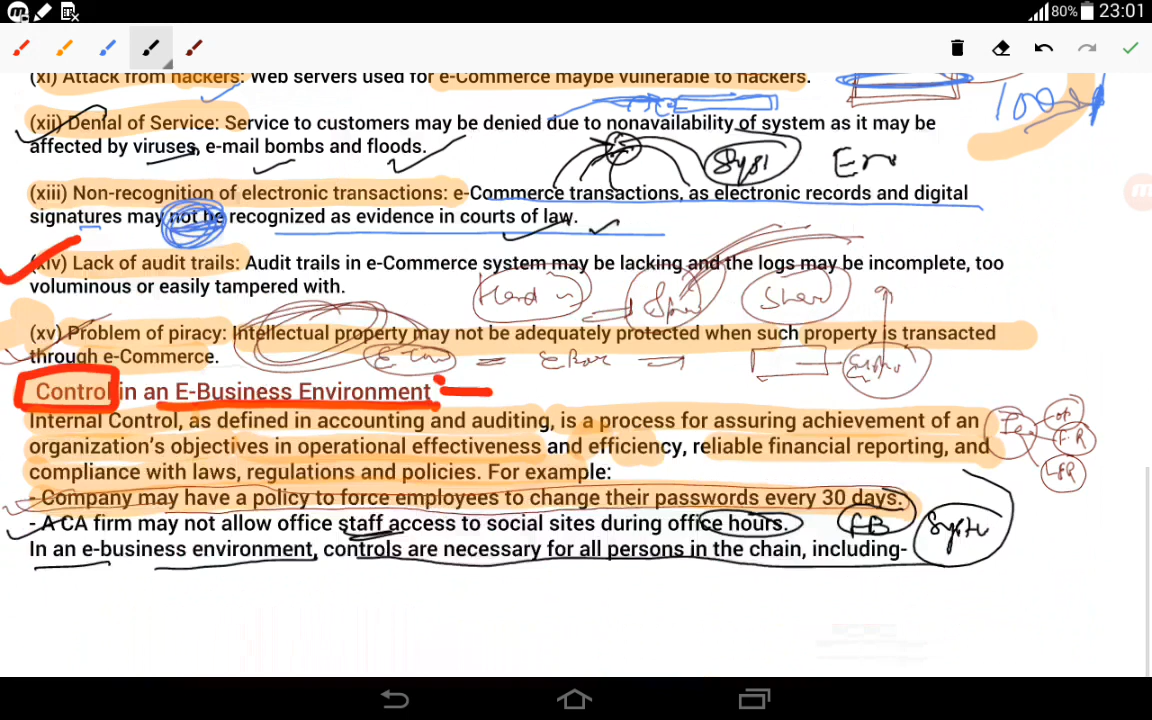 80% 23:01
(xi) Attack from hackers: Web servers used for e-Commerce maybe vulnerable to hackers.
100
(xii) Denial of Service: Service to customers may be denied due to nonavailability of system as it may be
affected by viruses, e-mail bombs and floods.
(xiii) Non-recognition of electronic transactions: e-Commerce transactions, as electronic records and digital
signatures may not be recognized as evidence in courts of law.
(xiv) Lack of audit trails: Audit trails in e-Commerce system may be lacking and the logs may be incomplete, too
voluminous or easily tampered with.
(xv) Problem of piracy: Intellectual property may not be adequately protected when such property is transacted
through e-Commerce.
Control in an E-Business Environment
Internal Control, as defined in accounting and auditing, is a process for assuring achievement of an
organization's objectives in operational effectiveness and efficiency, reliable financial reporting, and
F.R
compliance with laws, regulations and policies. For example:
- Company may have a policy to force employees to change their passwords every 30 days.
- A CA firm may not allow office staff access to social sites during office hours. FB
In an e-business environment, controls are necessary for all persons in the chain, including-